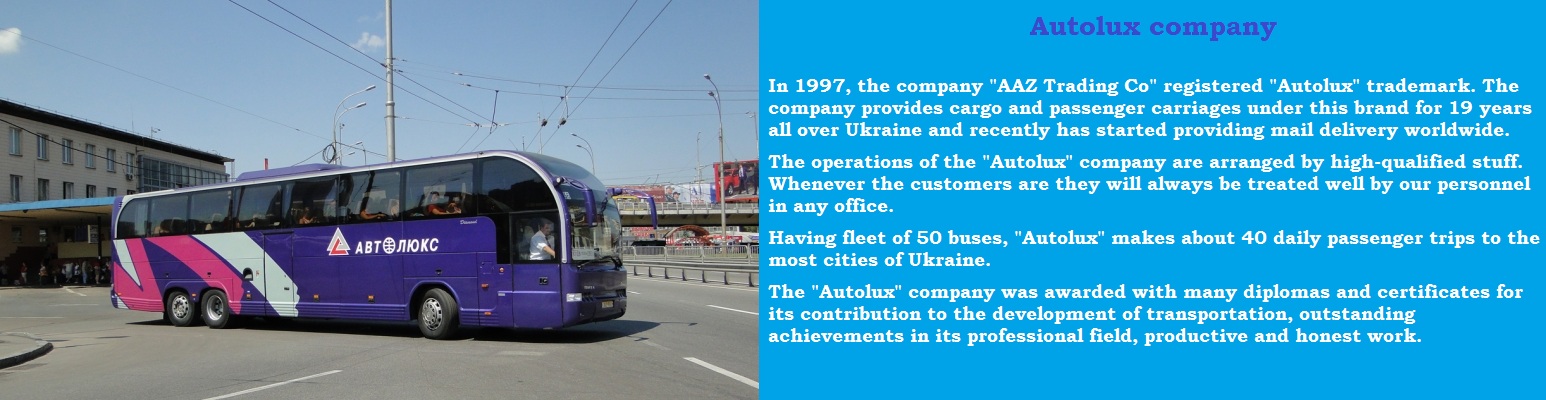 АВТОЛЮКС
Autolux company
In 1997, the company "AAZ Trading Co" registered "Autolux" trademark. The
company provides cargo and passenger carriages under this brand for 19 years
all over Ukraine and recently has started providing mail delivery worldwide.
The operations of the "Autolux" company are arranged by high-qualified stuff.
Whenever the customers are they will always be treated well by our personnel
in any office.
Having fleet of 50 buses, "Autolux" makes about 40 daily passenger trips to the
most cities of Ukraine.
The "Autolux" company was awarded with many diplomas and certificates for
its contribution to the development of transportation, outstanding
achievements in its professional field, productive and honest work.